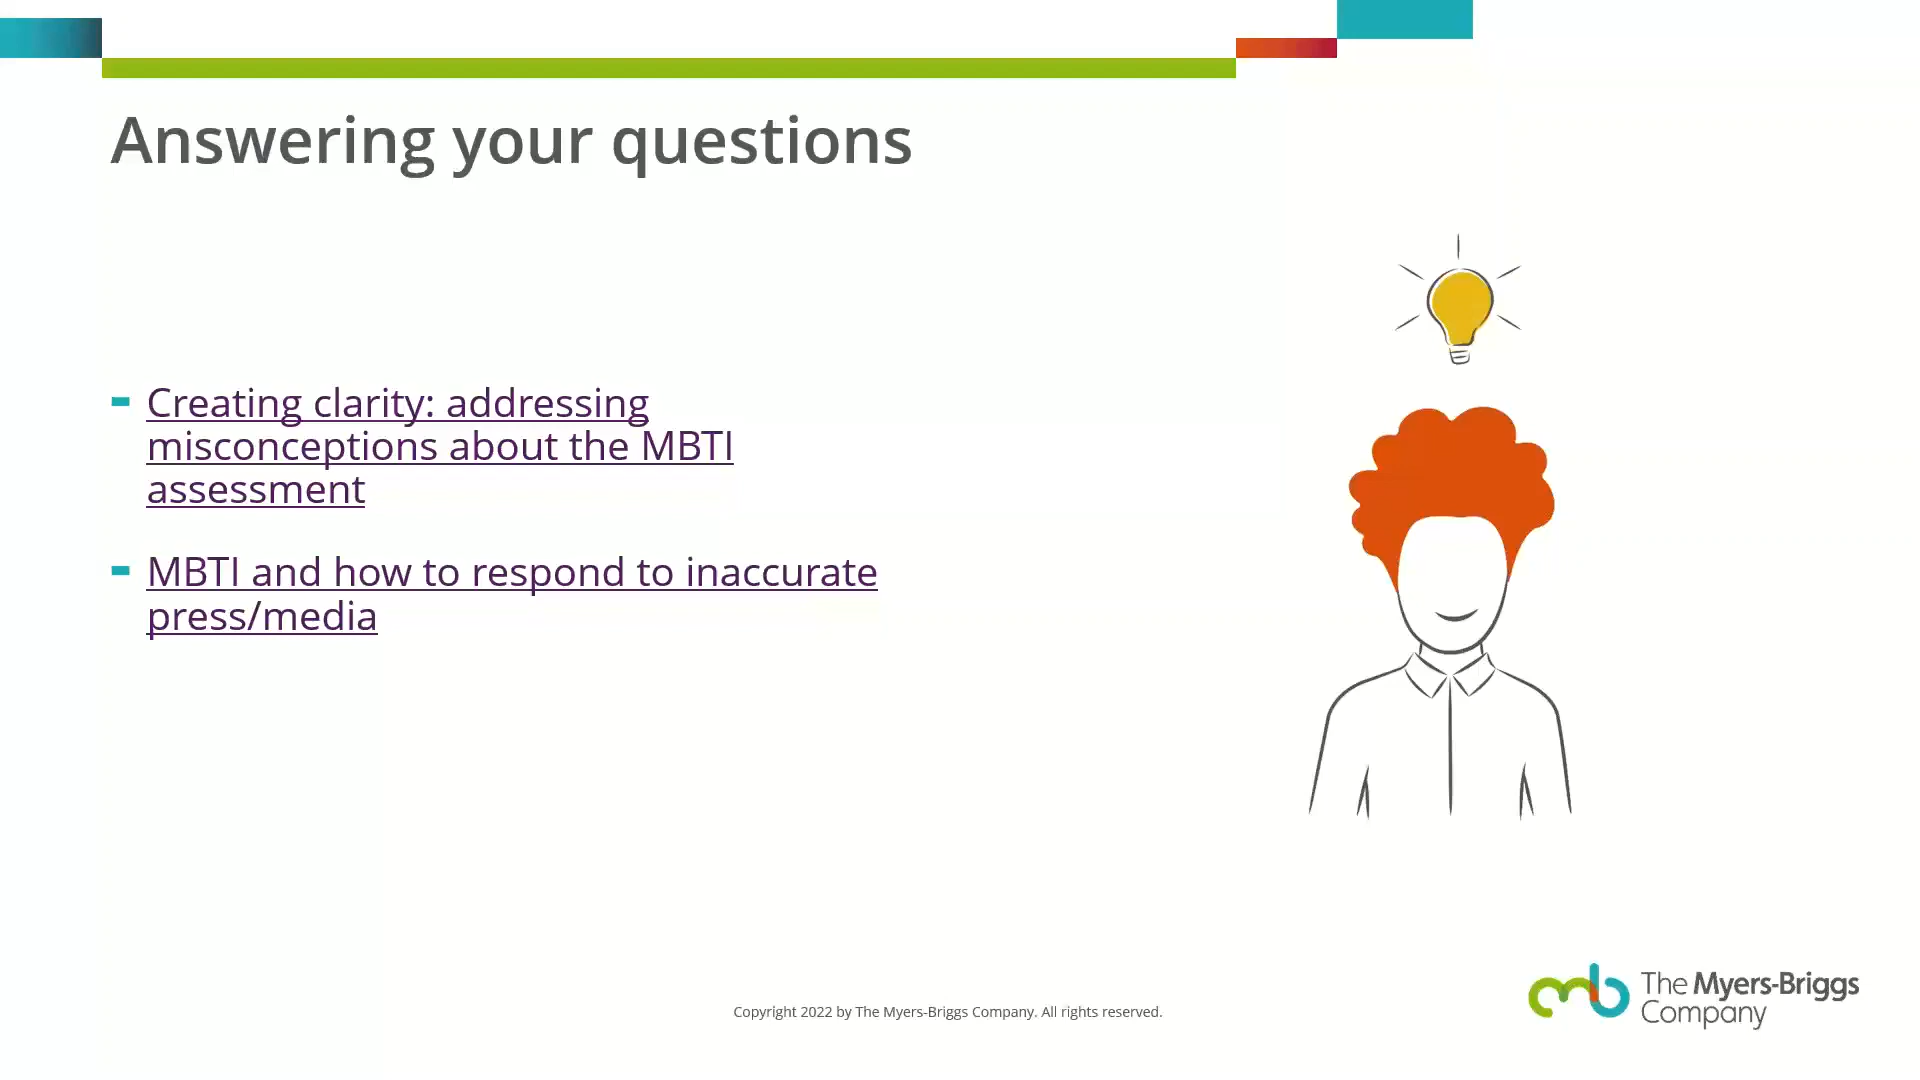 Answering your questions
Creating clarity: addressing
misconceptions about the MBTI
assessment
MBTI and how to respond to inaccurate
press/media
Copyright 2022 by The Myers-Briggs Company. All rights reserved.
The Myers-Briggs
Company